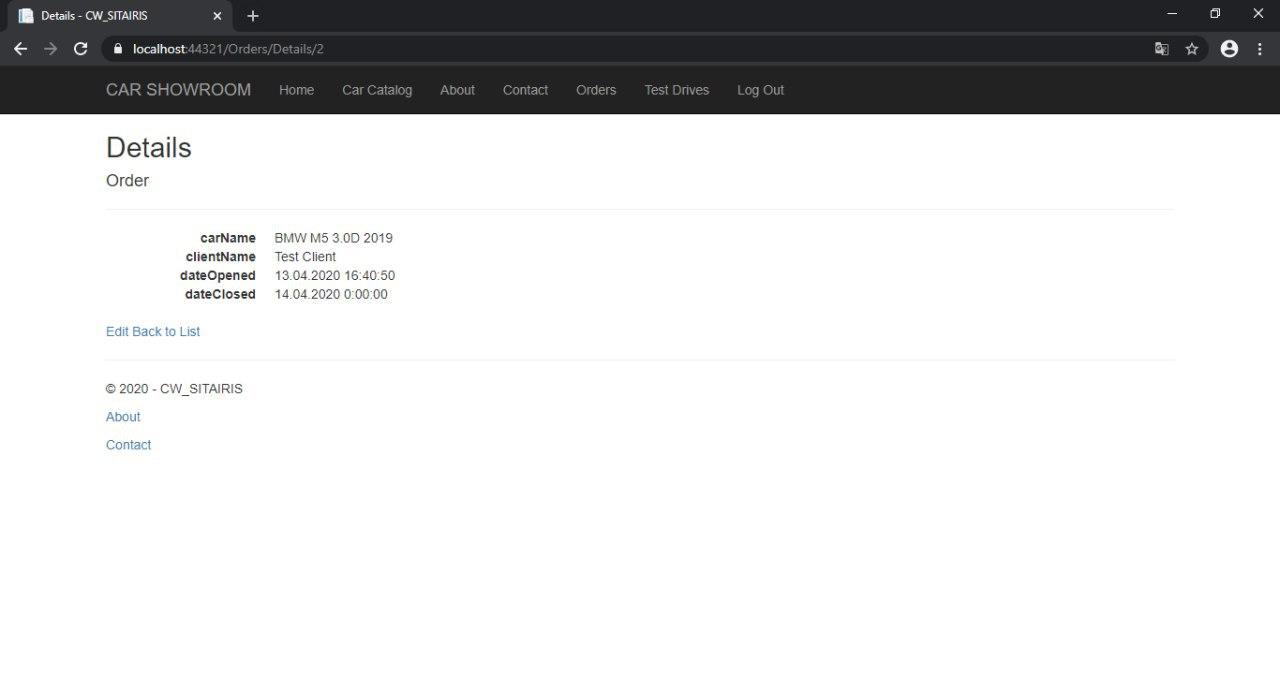 Details - CW_SITAIRIS
localhost:44321/Orders/Details/2
CAR SHOWROOM Home Car Catalog About Contact Orders Test Drives Log Out
Details
Order
carName BMW M5 3.0D 2019
clientName Test Client
dateOpened 13.04.2020 16:40:50
dateClosed 14.04.2020 0:00:00
Edit Back to List
© 2020 - CW_SITAIRIS
About
Contact